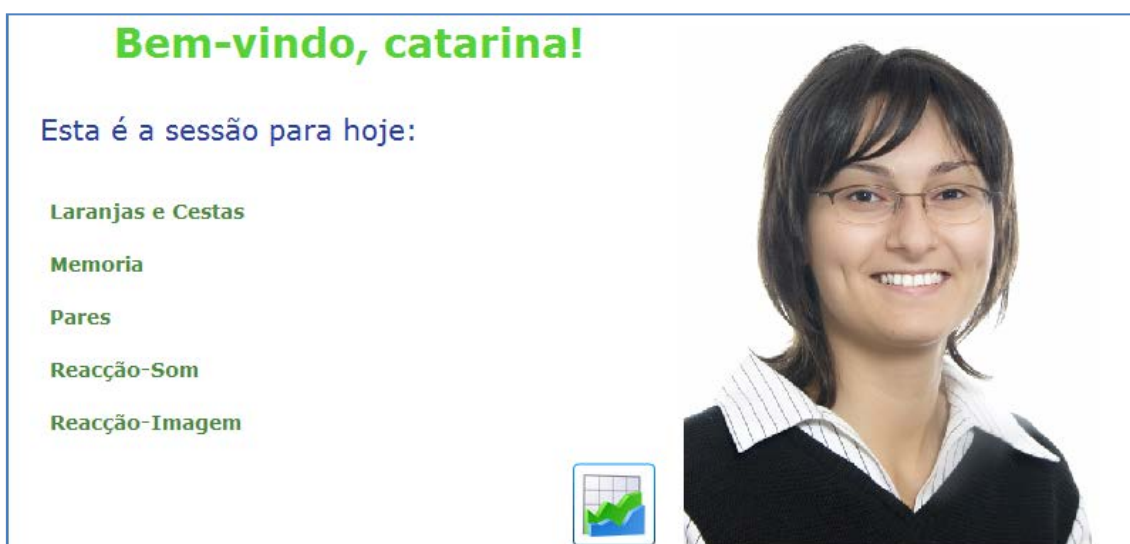 Bem-vindo, catarina!
Esta é a sessão para hoje:
Laranjas e Cestas
Memoria
Pares
Reacção-Som
Reacção-Imagem